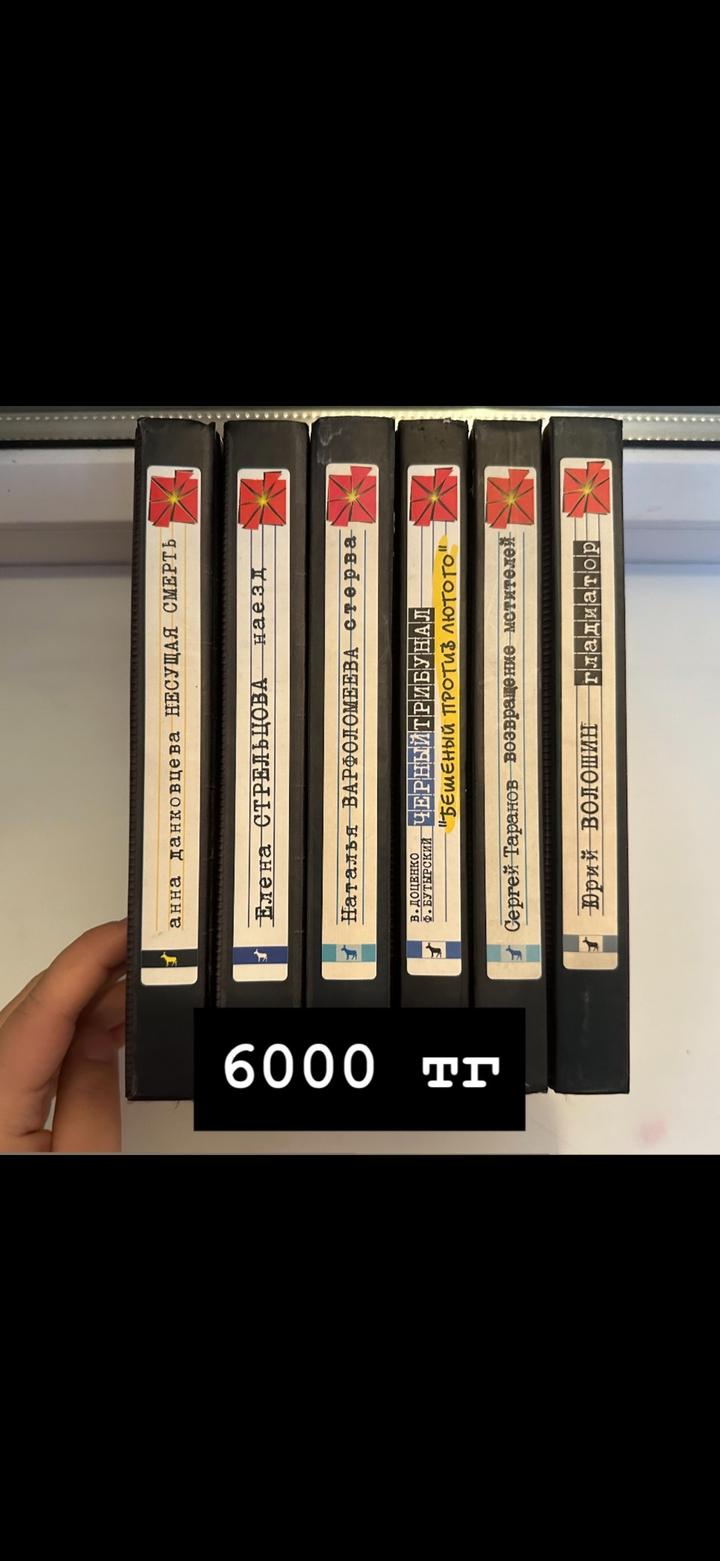 анна данковцева НЕСУЩАЯ СМЕРТЬ
Елена СТРЕЛЬЦОВА наезд
Наталья ВАРФОЛОМЕЕВА стерва
В. ДОЦЕНКО
Ф. БУТЫРСКИЙ
ЧЕРНЫЙ ТРИБУНАЛ
"БЕШЕНЫЙ ПРОТИВ ЛЮТОГО"
Сергей Таранов возвращение мстителей
Юрий ВОЛОШИН гладиатор
6000 тг